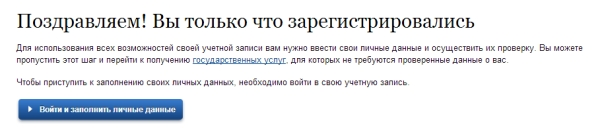 Поздравляем! Вы только что зарегистрировались
Для использования всех возможностей своей учетной записи вам нужно ввести свои личные данные и осуществить их проверку. Вы можете
пропустить этот шаг и перейти к получению государственных услуг, для которых не требуются проверенные данные о вас.
Чтобы приступить к заполнению своих личных данных, необходимо войти в свою учетную запись.
Войти и заполнить личные данные